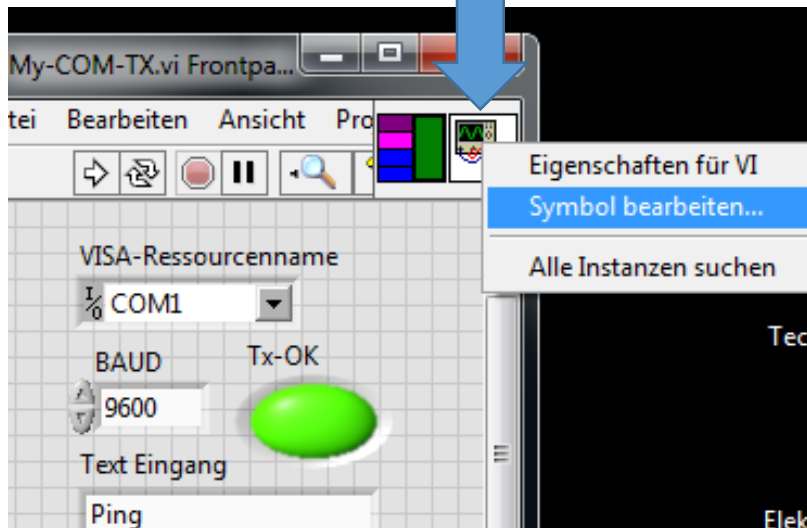 My-COM-TX.vi Frontpa...
tei Bearbeiten Ansicht Pro
Eigenschaften für VI
Symbol bearbeiten...
Alle Instanzen suchen
VISA-Ressourcenname
I/0 COM1
BAUD
Tx-OK
9600
Text Eingang
Ping
Tec
Elek